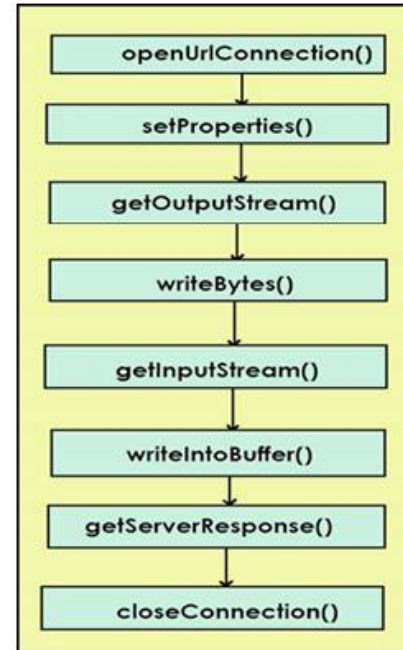 openUrlConnection()
setProperties()
getOutputStream()
writeBytes()
getInputStream()
writeIntoBuffer()
getServerResponse()
closeConnection()